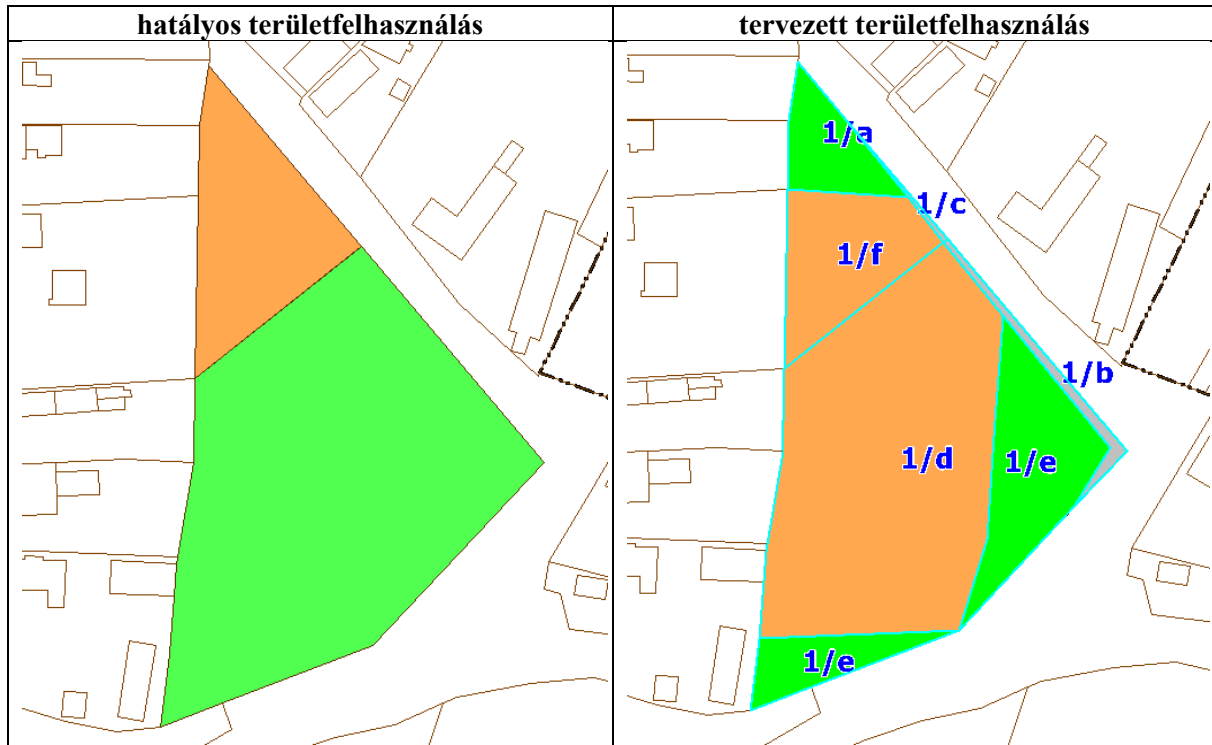 hatályos területfelhasználás
tervezett területfelhasználás
1/a
1/c
1/f
1/b
1/d
1/e
1/e